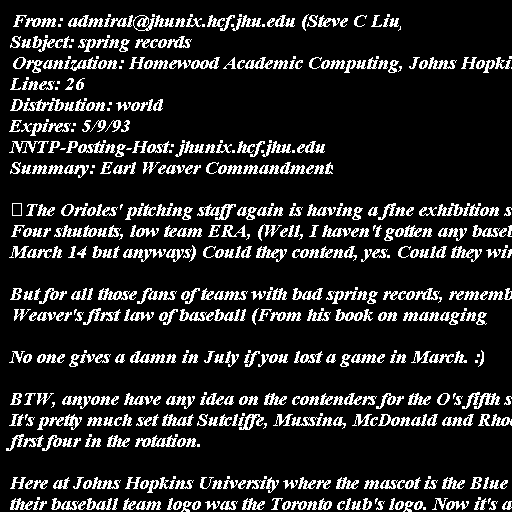 From: admiral@jhunix.hcf.jhu.edu (Steve C Liu
Subject: spring records
Organization: Homewood Academic Computing, Johns
Lines: 26
Distribution: world
Expires: 5/9/93
NNTP-Posting-Host: jhunix.hcf.jhu.edu
Summary: Earl Weaver Commandments
The Orioles' pitching staff again is having a fine exhibition
Four shutouts, low team ERA, (Well, I haven't gotten any
March 14 but anyways) Could they contend, yes. Could they
But for all those fans of teams with bad spring records,
Weaver's first law of baseball (From his book on managing
No one gives a damn in July if you lost a game in March. :)
BTW, anyone have any idea on the contenders for the O's fifth
It's pretty much set that Sutcliffe, Mussina, McDonald and
first four in the rotation.
Here at Johns Hopkins University where the mascot is the Blue
their baseball team logo was the Toronto club's logo. Now it's a